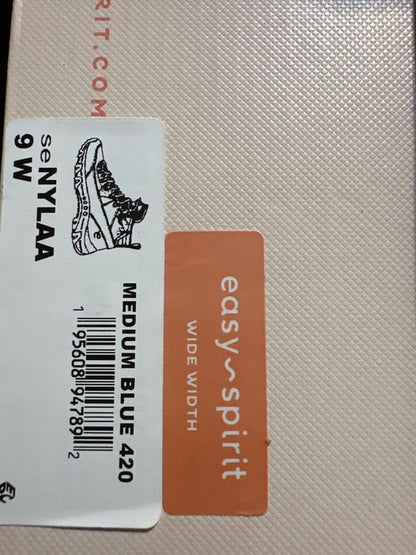 RIT.COM
seNYLAA
9 W
MEDIUM BLUE 420
1 95608 94789 2
easy~spirit
WIDE WIDTH